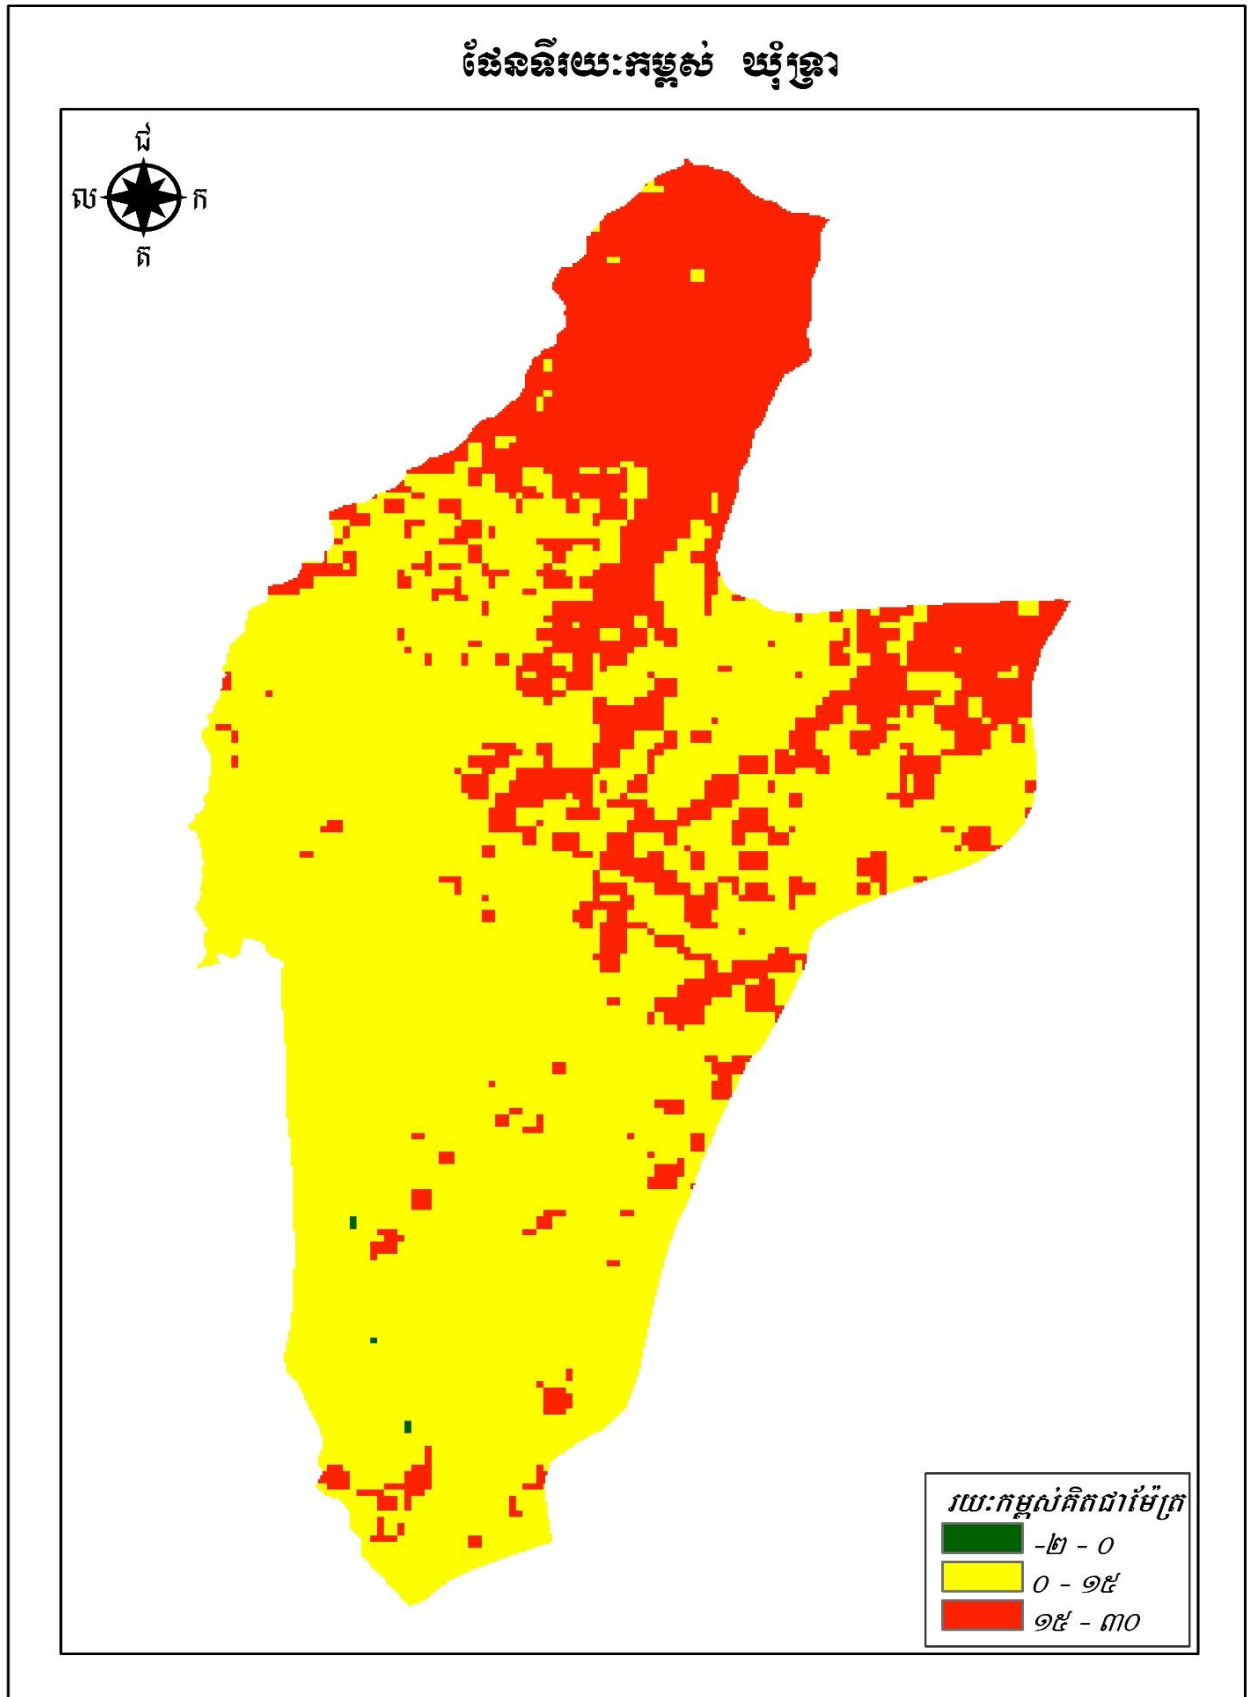 ផែនទីរយៈកម្ពស់ ឃុំទ្រា
ជ
ល
ក
ត
រយៈកម្ពស់គិតជាម៉ែត្រ
-២ - ០
០ - ១៥
១៥ - ៣០